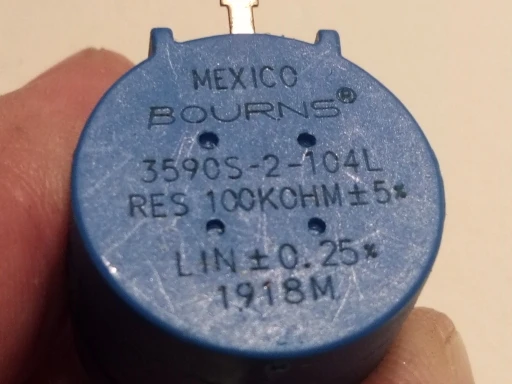 MEXICO
BOURNS®
3590S-2-104L
RES 100KOHM±5%
LIN±0.25%
1918M